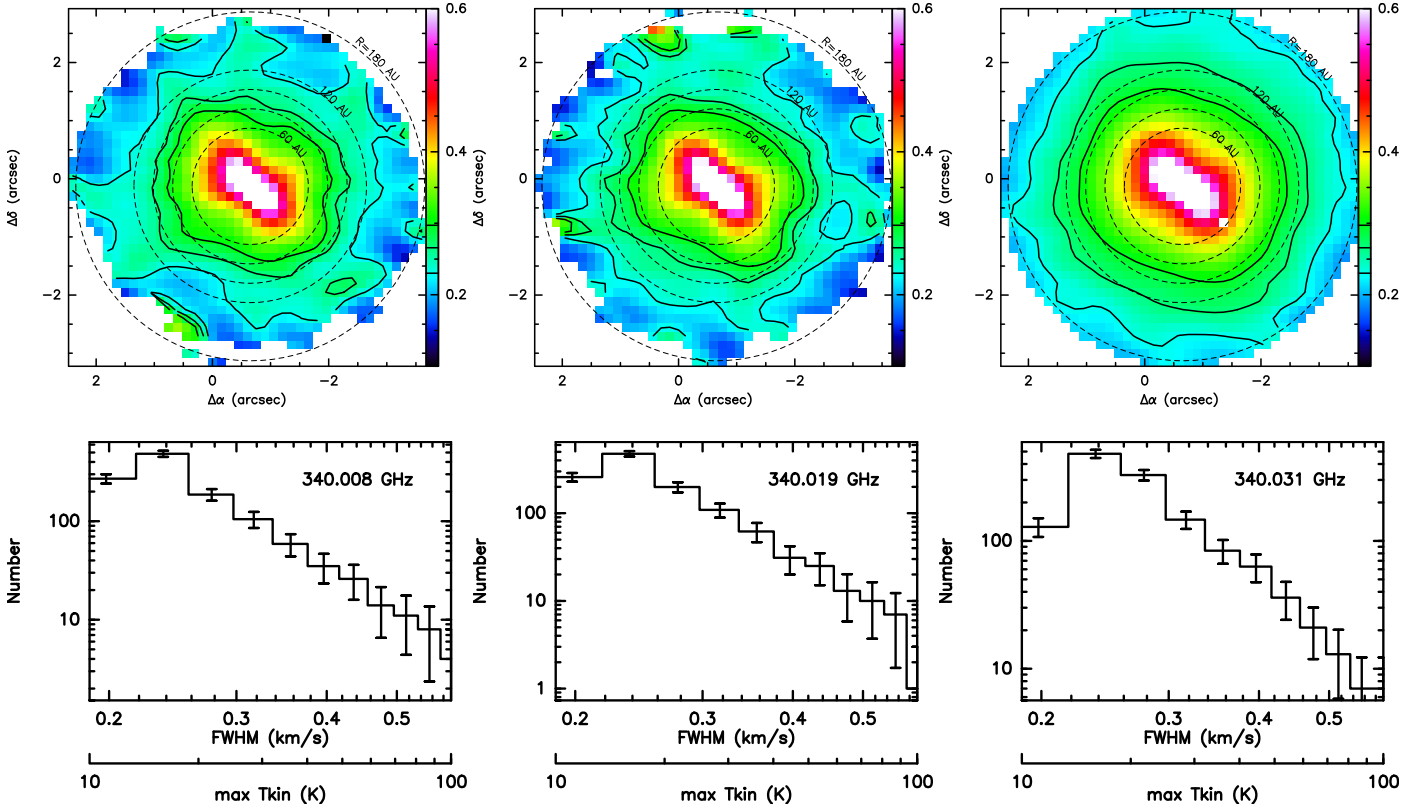 0.6
0.4
0.2
R=180 AU
120 AU
60 AU
2
0
−2
Δδ (arcsec)
2
0
−2
Δα (arcsec)
0.6
0.4
0.2
R=180 AU
120 AU
60 AU
2
0
−2
Δδ (arcsec)
2
0
−2
Δα (arcsec)
0.6
0.4
0.2
R=180 AU
120 AU
60 AU
2
0
−2
Δδ (arcsec)
2
0
−2
Δα (arcsec)
340.008 GHz
Number
100
10
0.2
0.3
0.4
0.5
FWHM (km/s)
10
100
max Tkin (K)
340.019 GHz
Number
100
10
1
0.2
0.3
0.4
0.5
FWHM (km/s)
10
100
max Tkin (K)
340.031 GHz
Number
100
10
0.2
0.3
0.4
0.5
FWHM (km/s)
10
100
max Tkin (K)